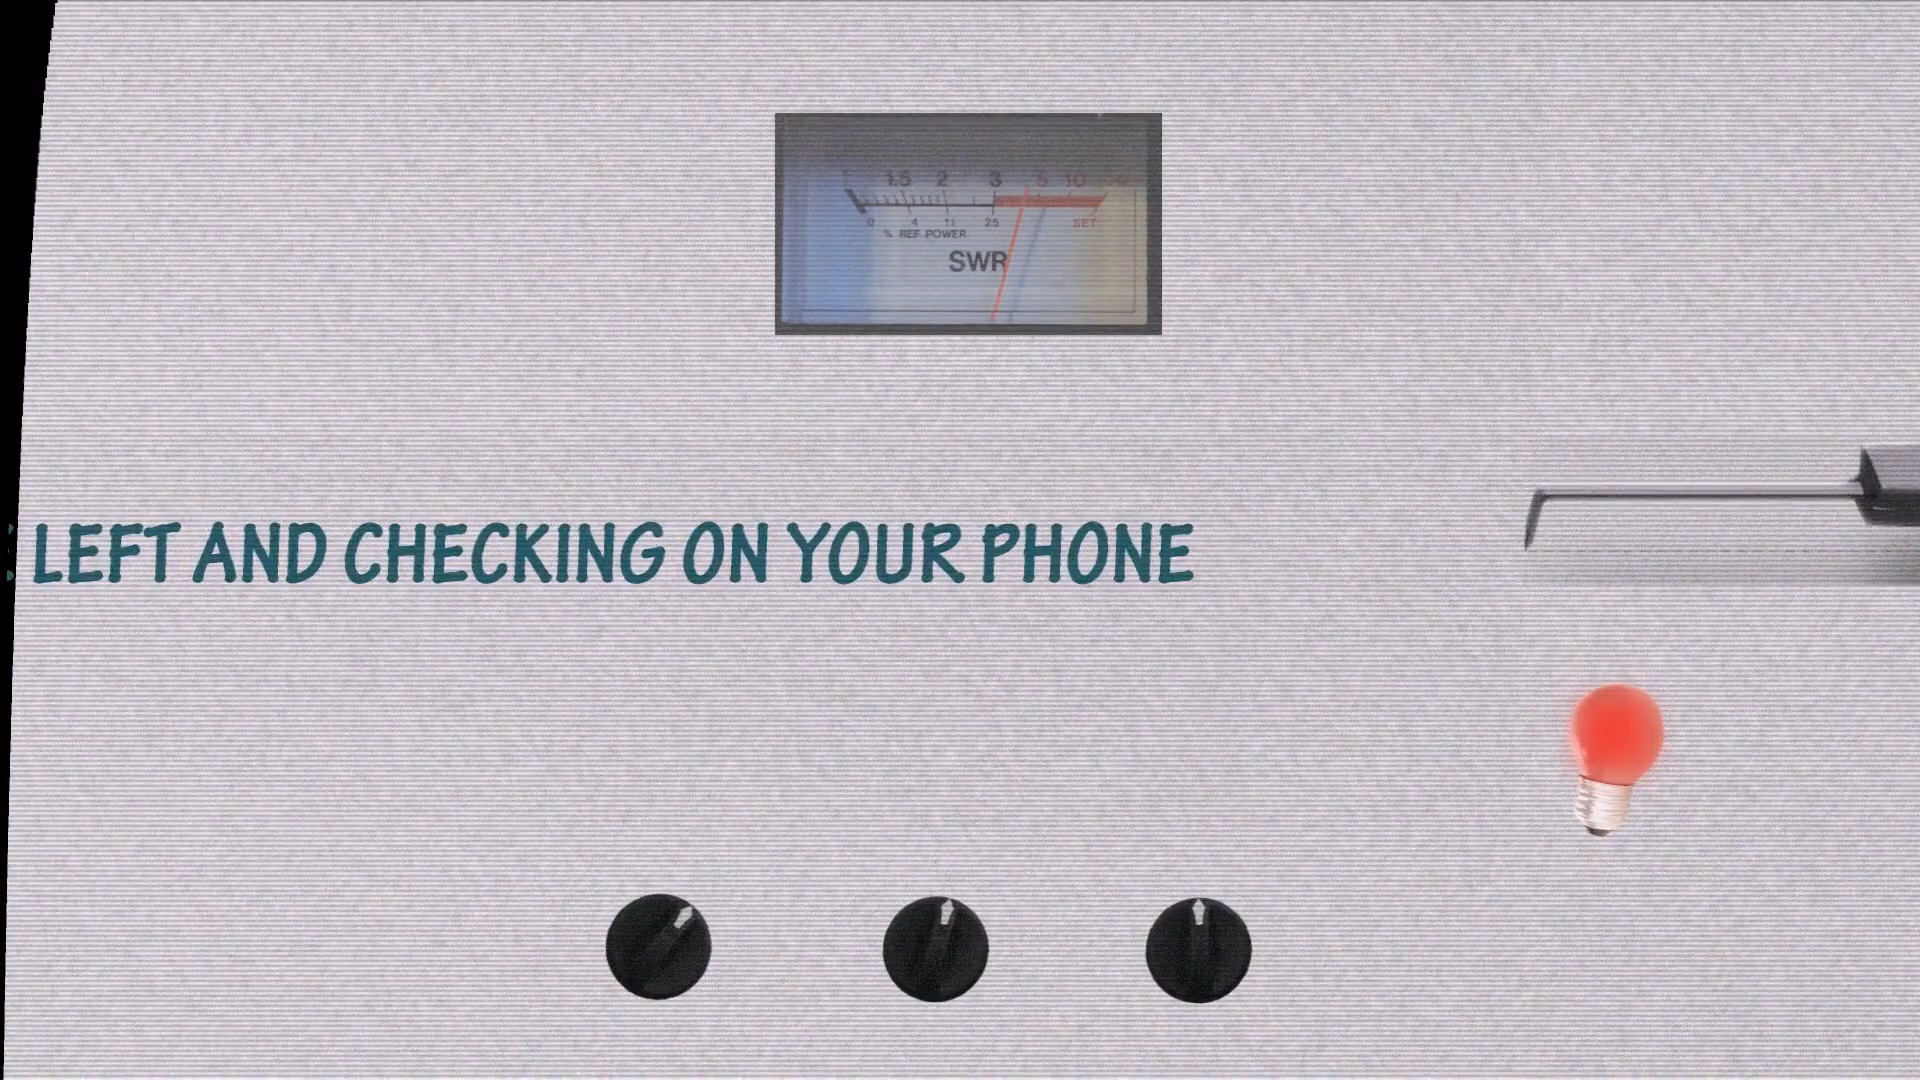 1.5 2 3 5 10
0 4 25 SET
% REF POWER
SWR
LEFT AND CHECKING ON YOUR PHONE